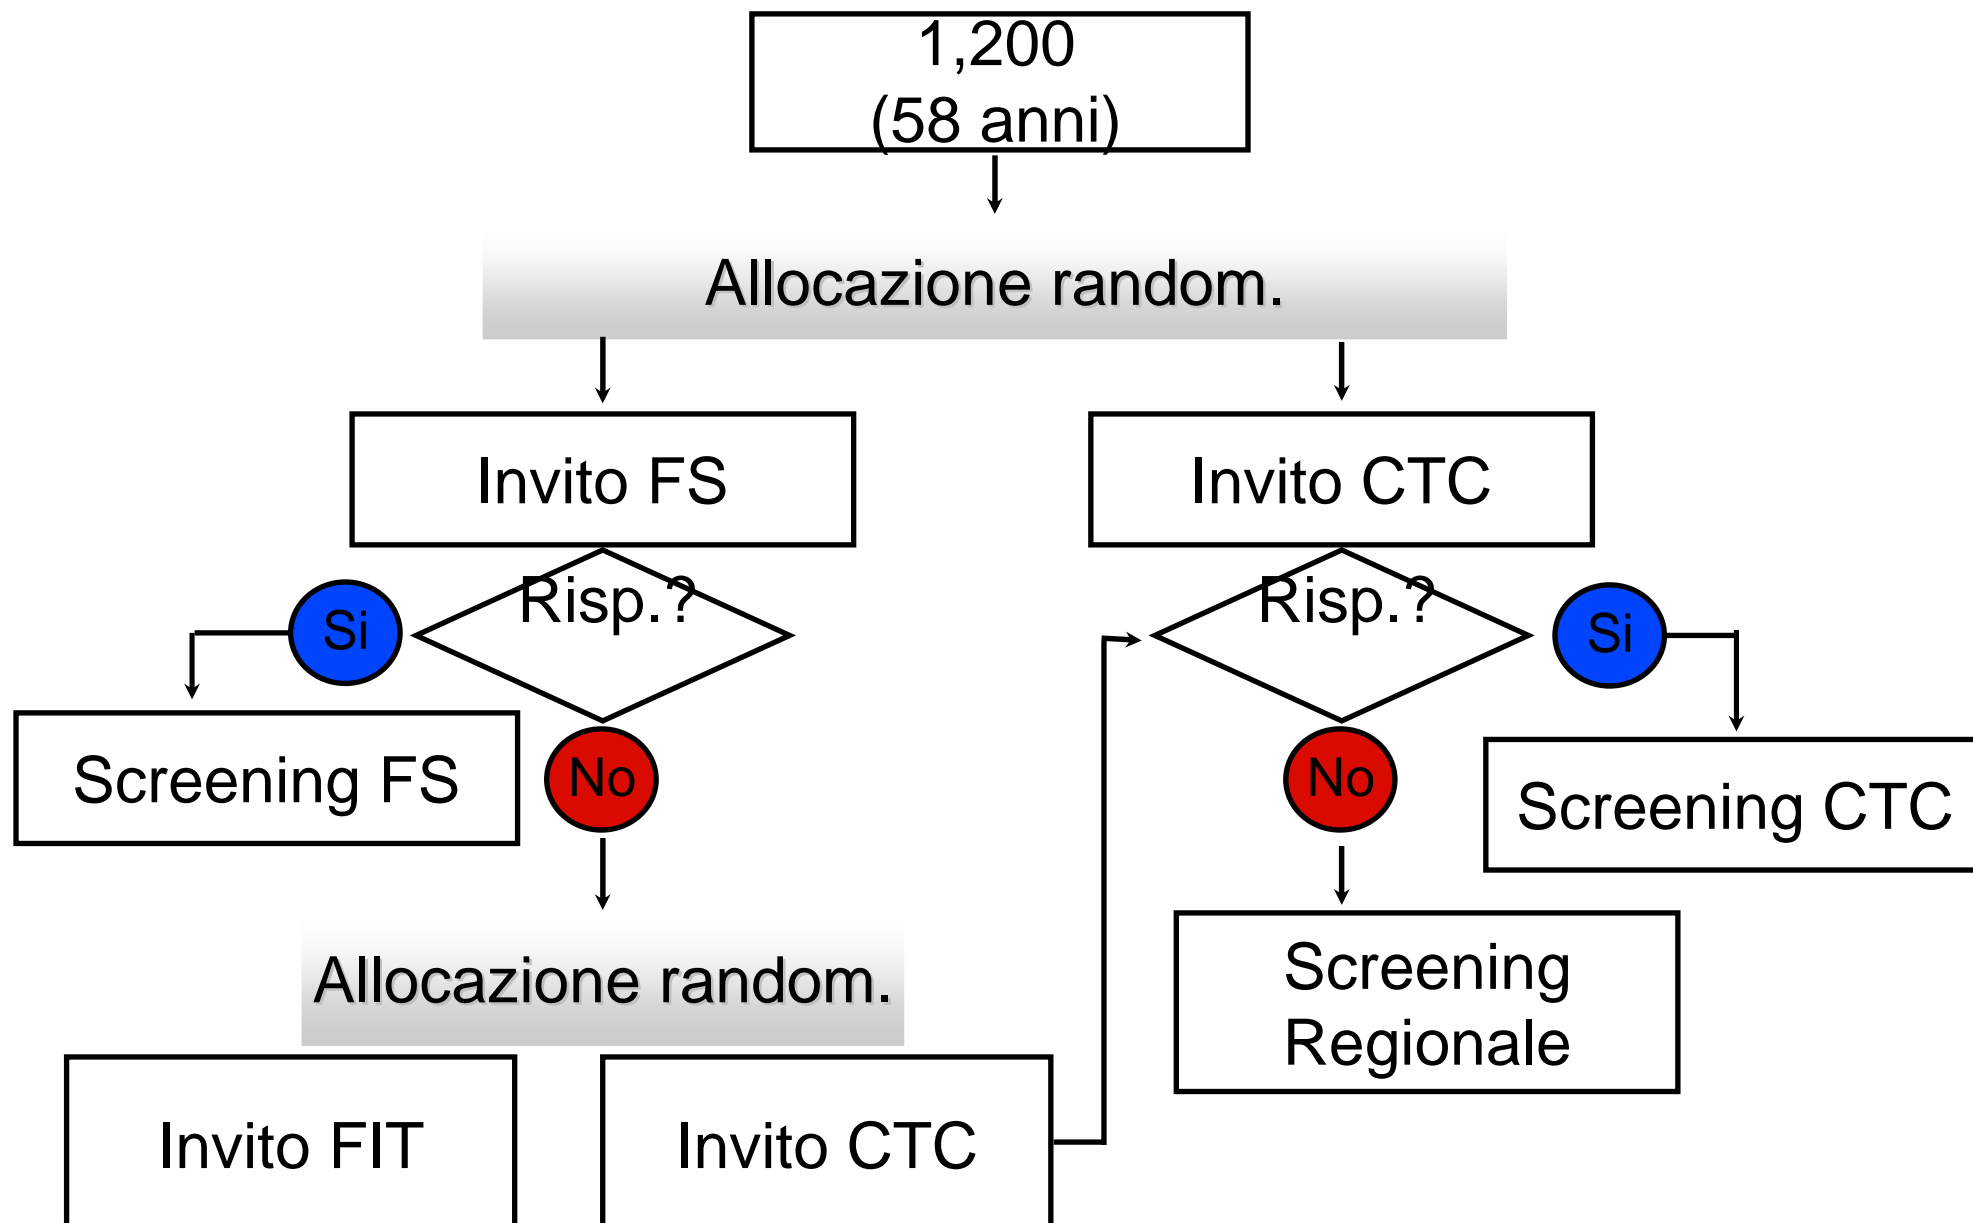 1,200
(58 anni)
Allocazione random.
Invito FS
Invito CTC
Risp.?
Risp.?
Si
Si
Screening FS
No
No
Screening CTC
Allocazione random.
Screening
Regionale
Invito FIT
Invito CTC